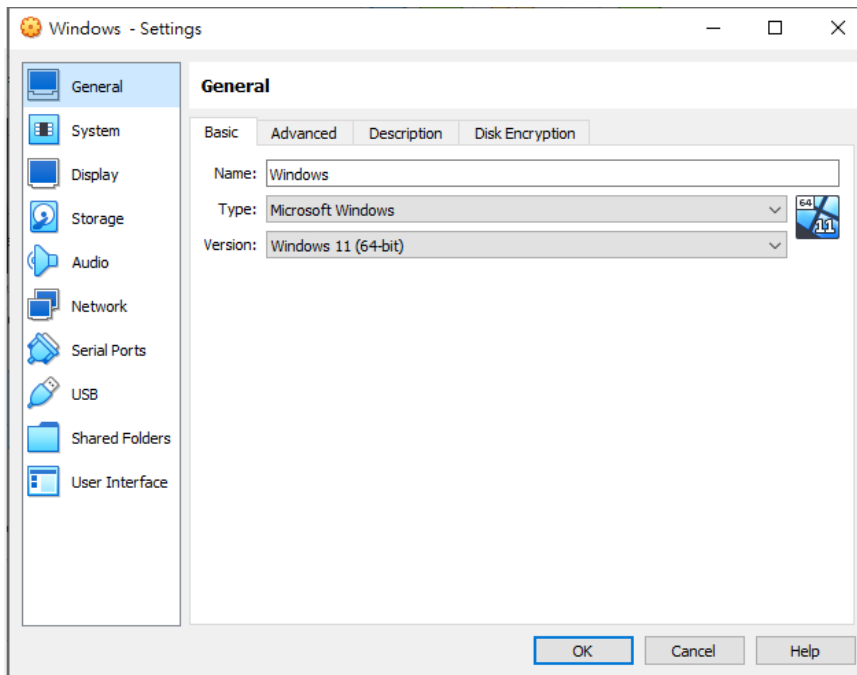 Windows - Settings
General
System
Display
Storage
Audio
Network
Serial Ports
USB
Shared Folders
User Interface
General
Basic Advanced Description Disk Encryption
Name: Windows
Type: Microsoft Windows
64
11
Version: Windows 11 (64-bit)
OK Cancel Help